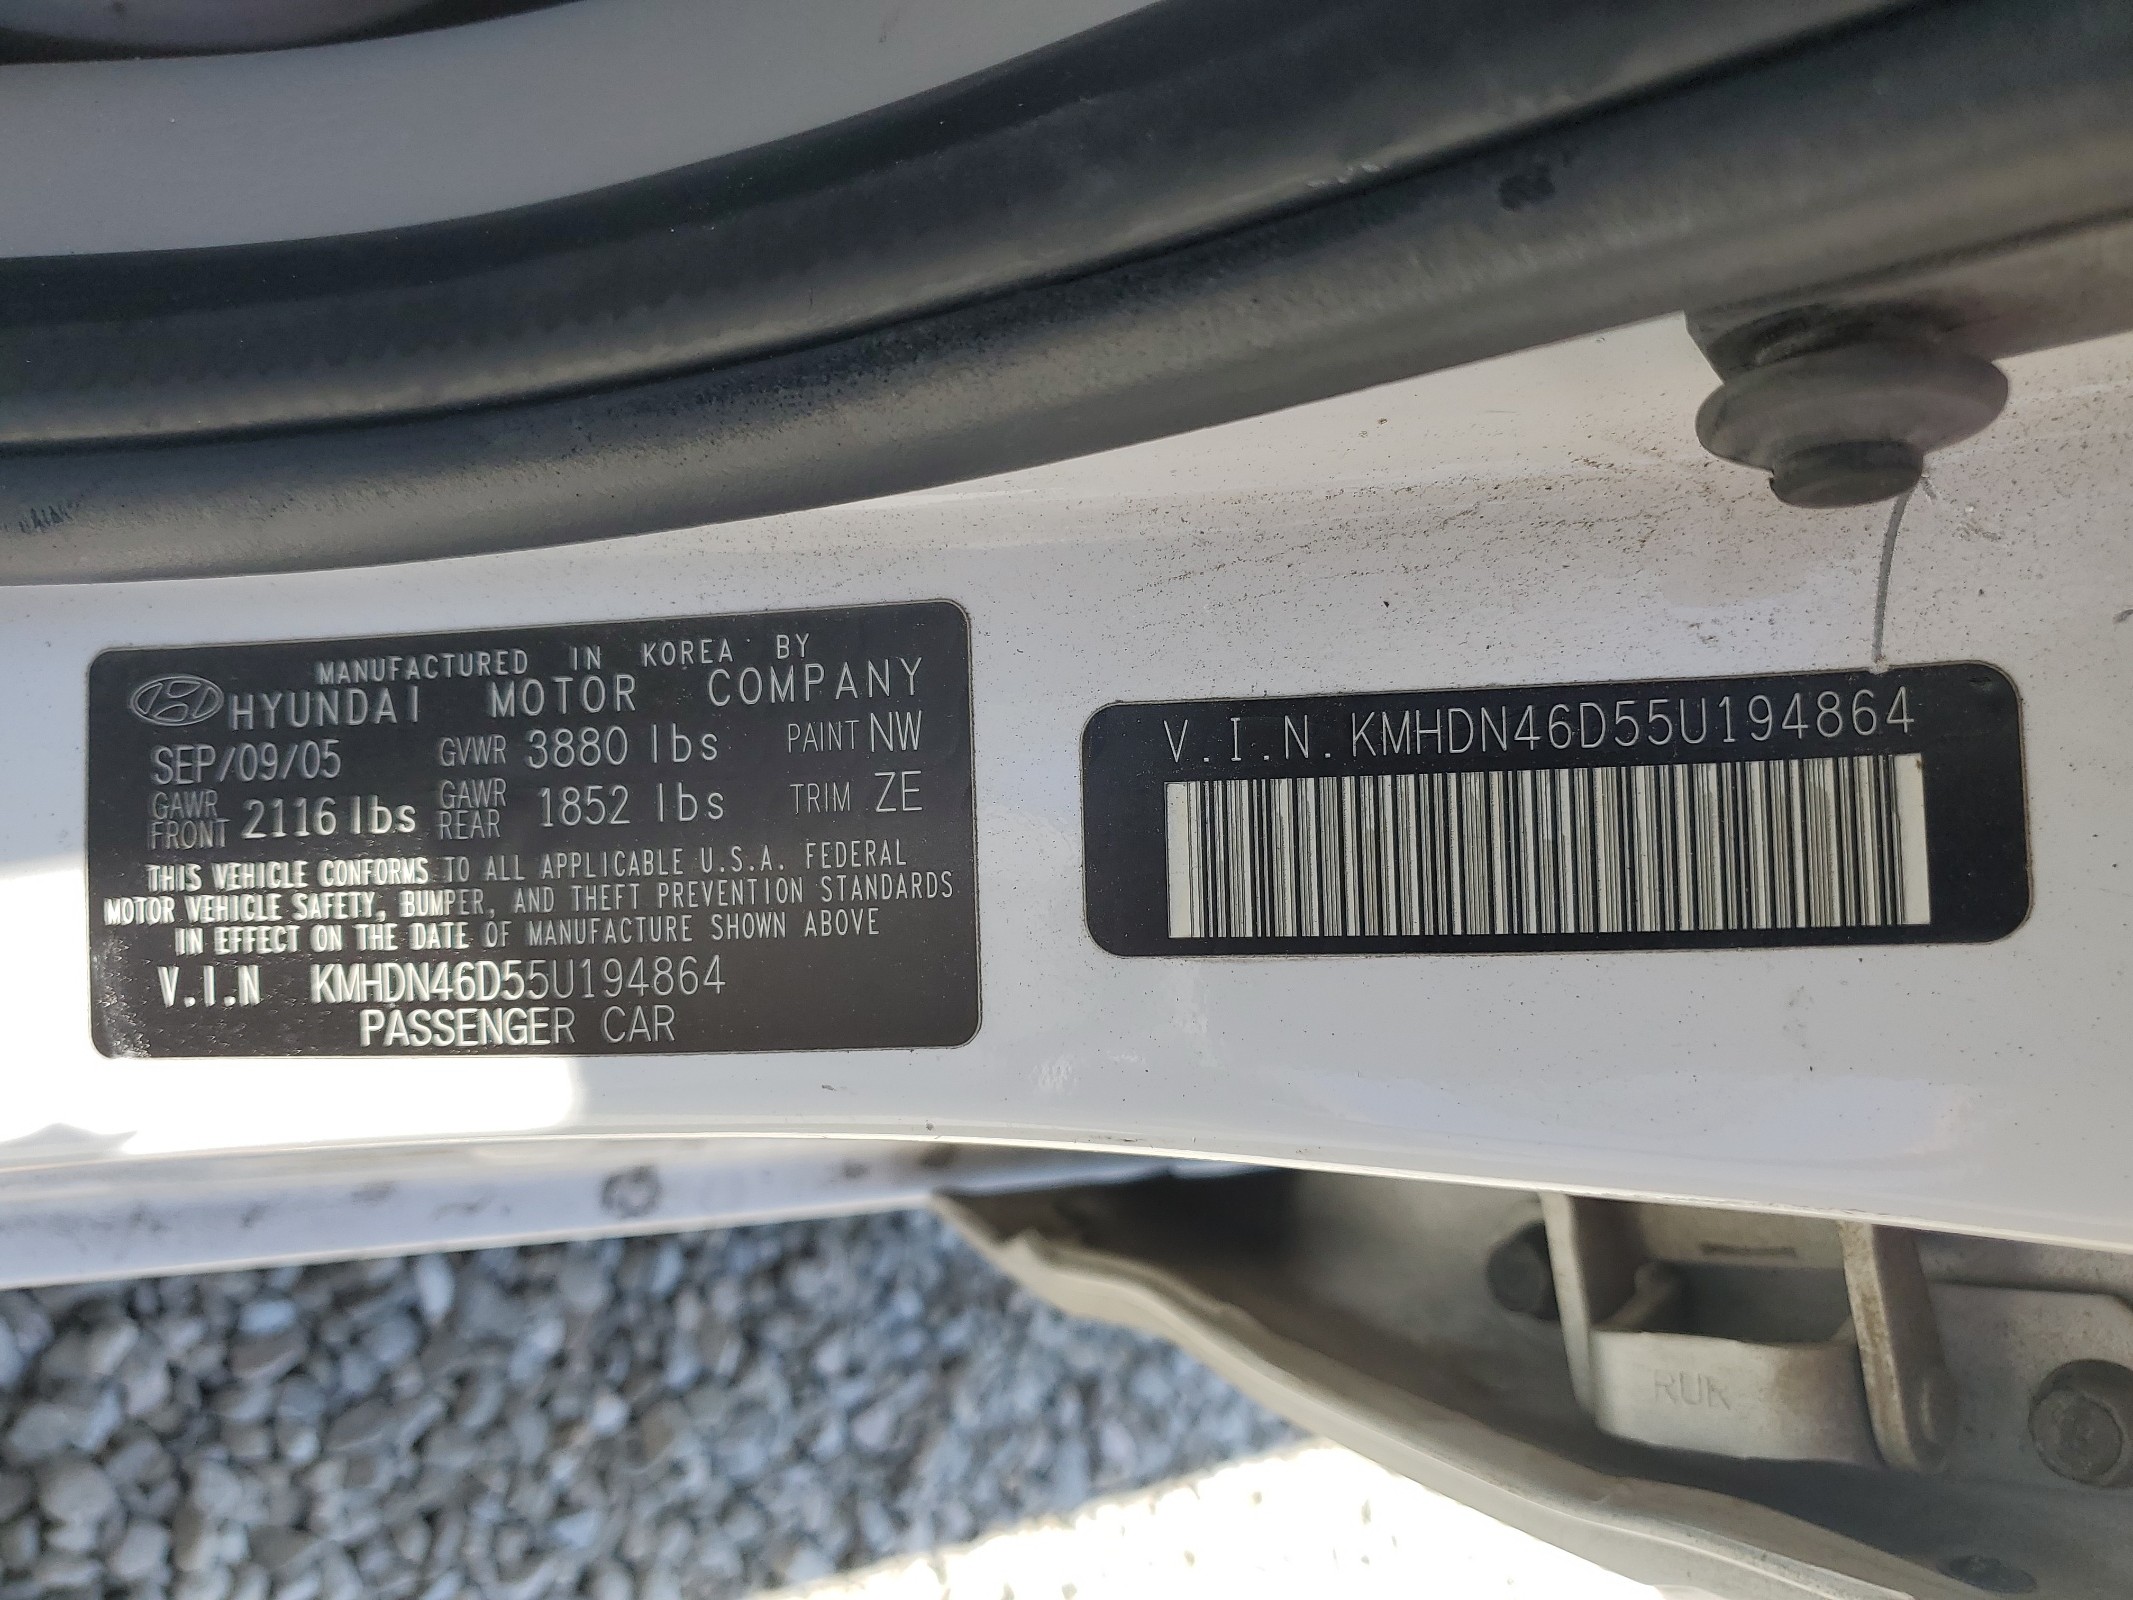 MANUFACTURED IN KOREA BY
HYUNDAI MOTOR COMPANY
SEP/09/05 GVWR 3880 lbs PAINT NW
GAWR FRONT 2116 lbs GAWR REAR 1852 lbs TRIM ZE
THIS VEHICLE CONFORMS TO ALL APPLICABLE U.S.A. FEDERAL
MOTOR VEHICLE SAFETY, BUMPER, AND THEFT PREVENTION STANDARDS
IN EFFECT ON THE DATE OF MANUFACTURE SHOWN ABOVE
V.I.N KMHDN46D55U194864
PASSENGER CAR
V.I.N. KMHDN46D55U194864